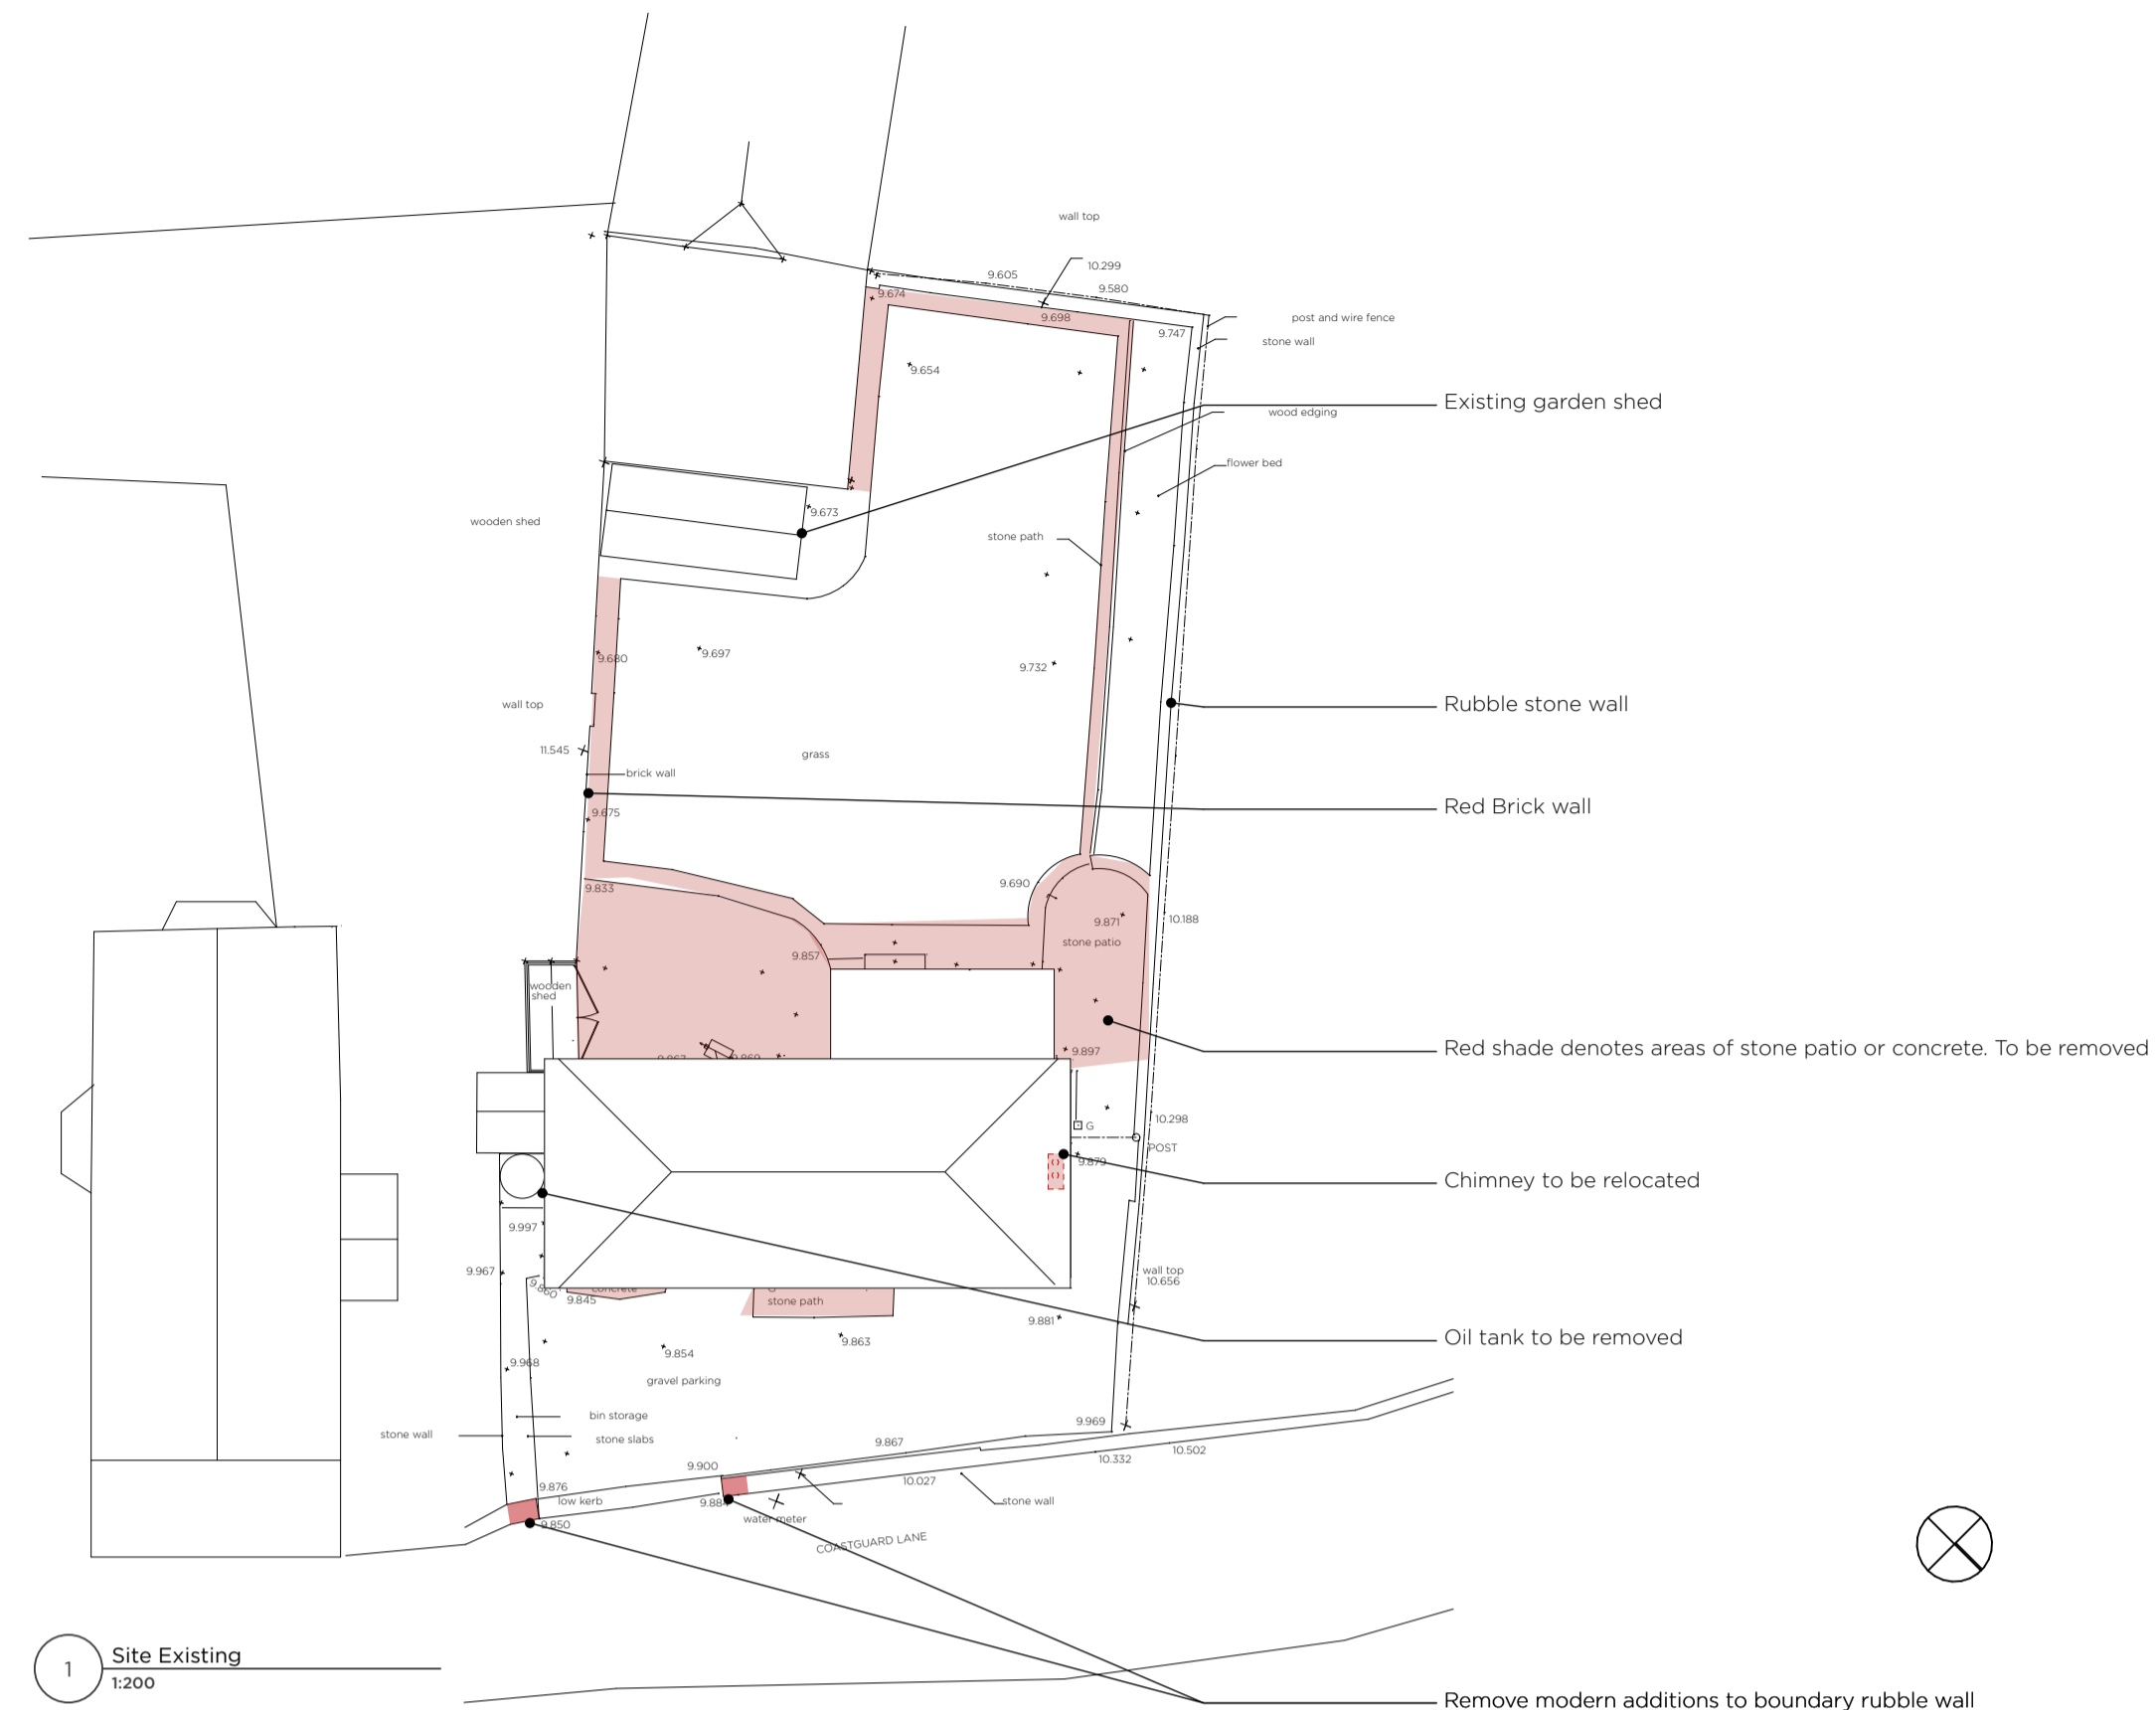 wall top
10.299
9.605
9.580
9.674
9.698
post and wire fence
9.747
stone wall
9.654
Existing garden shed
wood edging
flower bed
9.673
wooden shed
stone path
9.680
9.697
9.732
wall top
Rubble stone wall
11.545
grass
brick wall
Red Brick wall
9.675
9.833
9.690
9.871
10.188
stone patio
9.857
wooden
shed
9.897
Red shade denotes areas of stone patio or concrete. To be removed
9.867
9.869
10.298
G
POST
9.879
Chimney to be relocated
9.997
9.967
wall top
10.656
concrete
9.845
stone path
9.881
Oil tank to be removed
9.863
9.854
9.968
gravel parking
bin storage
9.969
stone wall
stone slabs
9.867
10.502
10.332
9.900
10.027
9.876
low kerb
stone wall
9.850
water meter
COASTGUARD LANE
1
Site Existing
1:200
Remove modern additions to boundary rubble wall